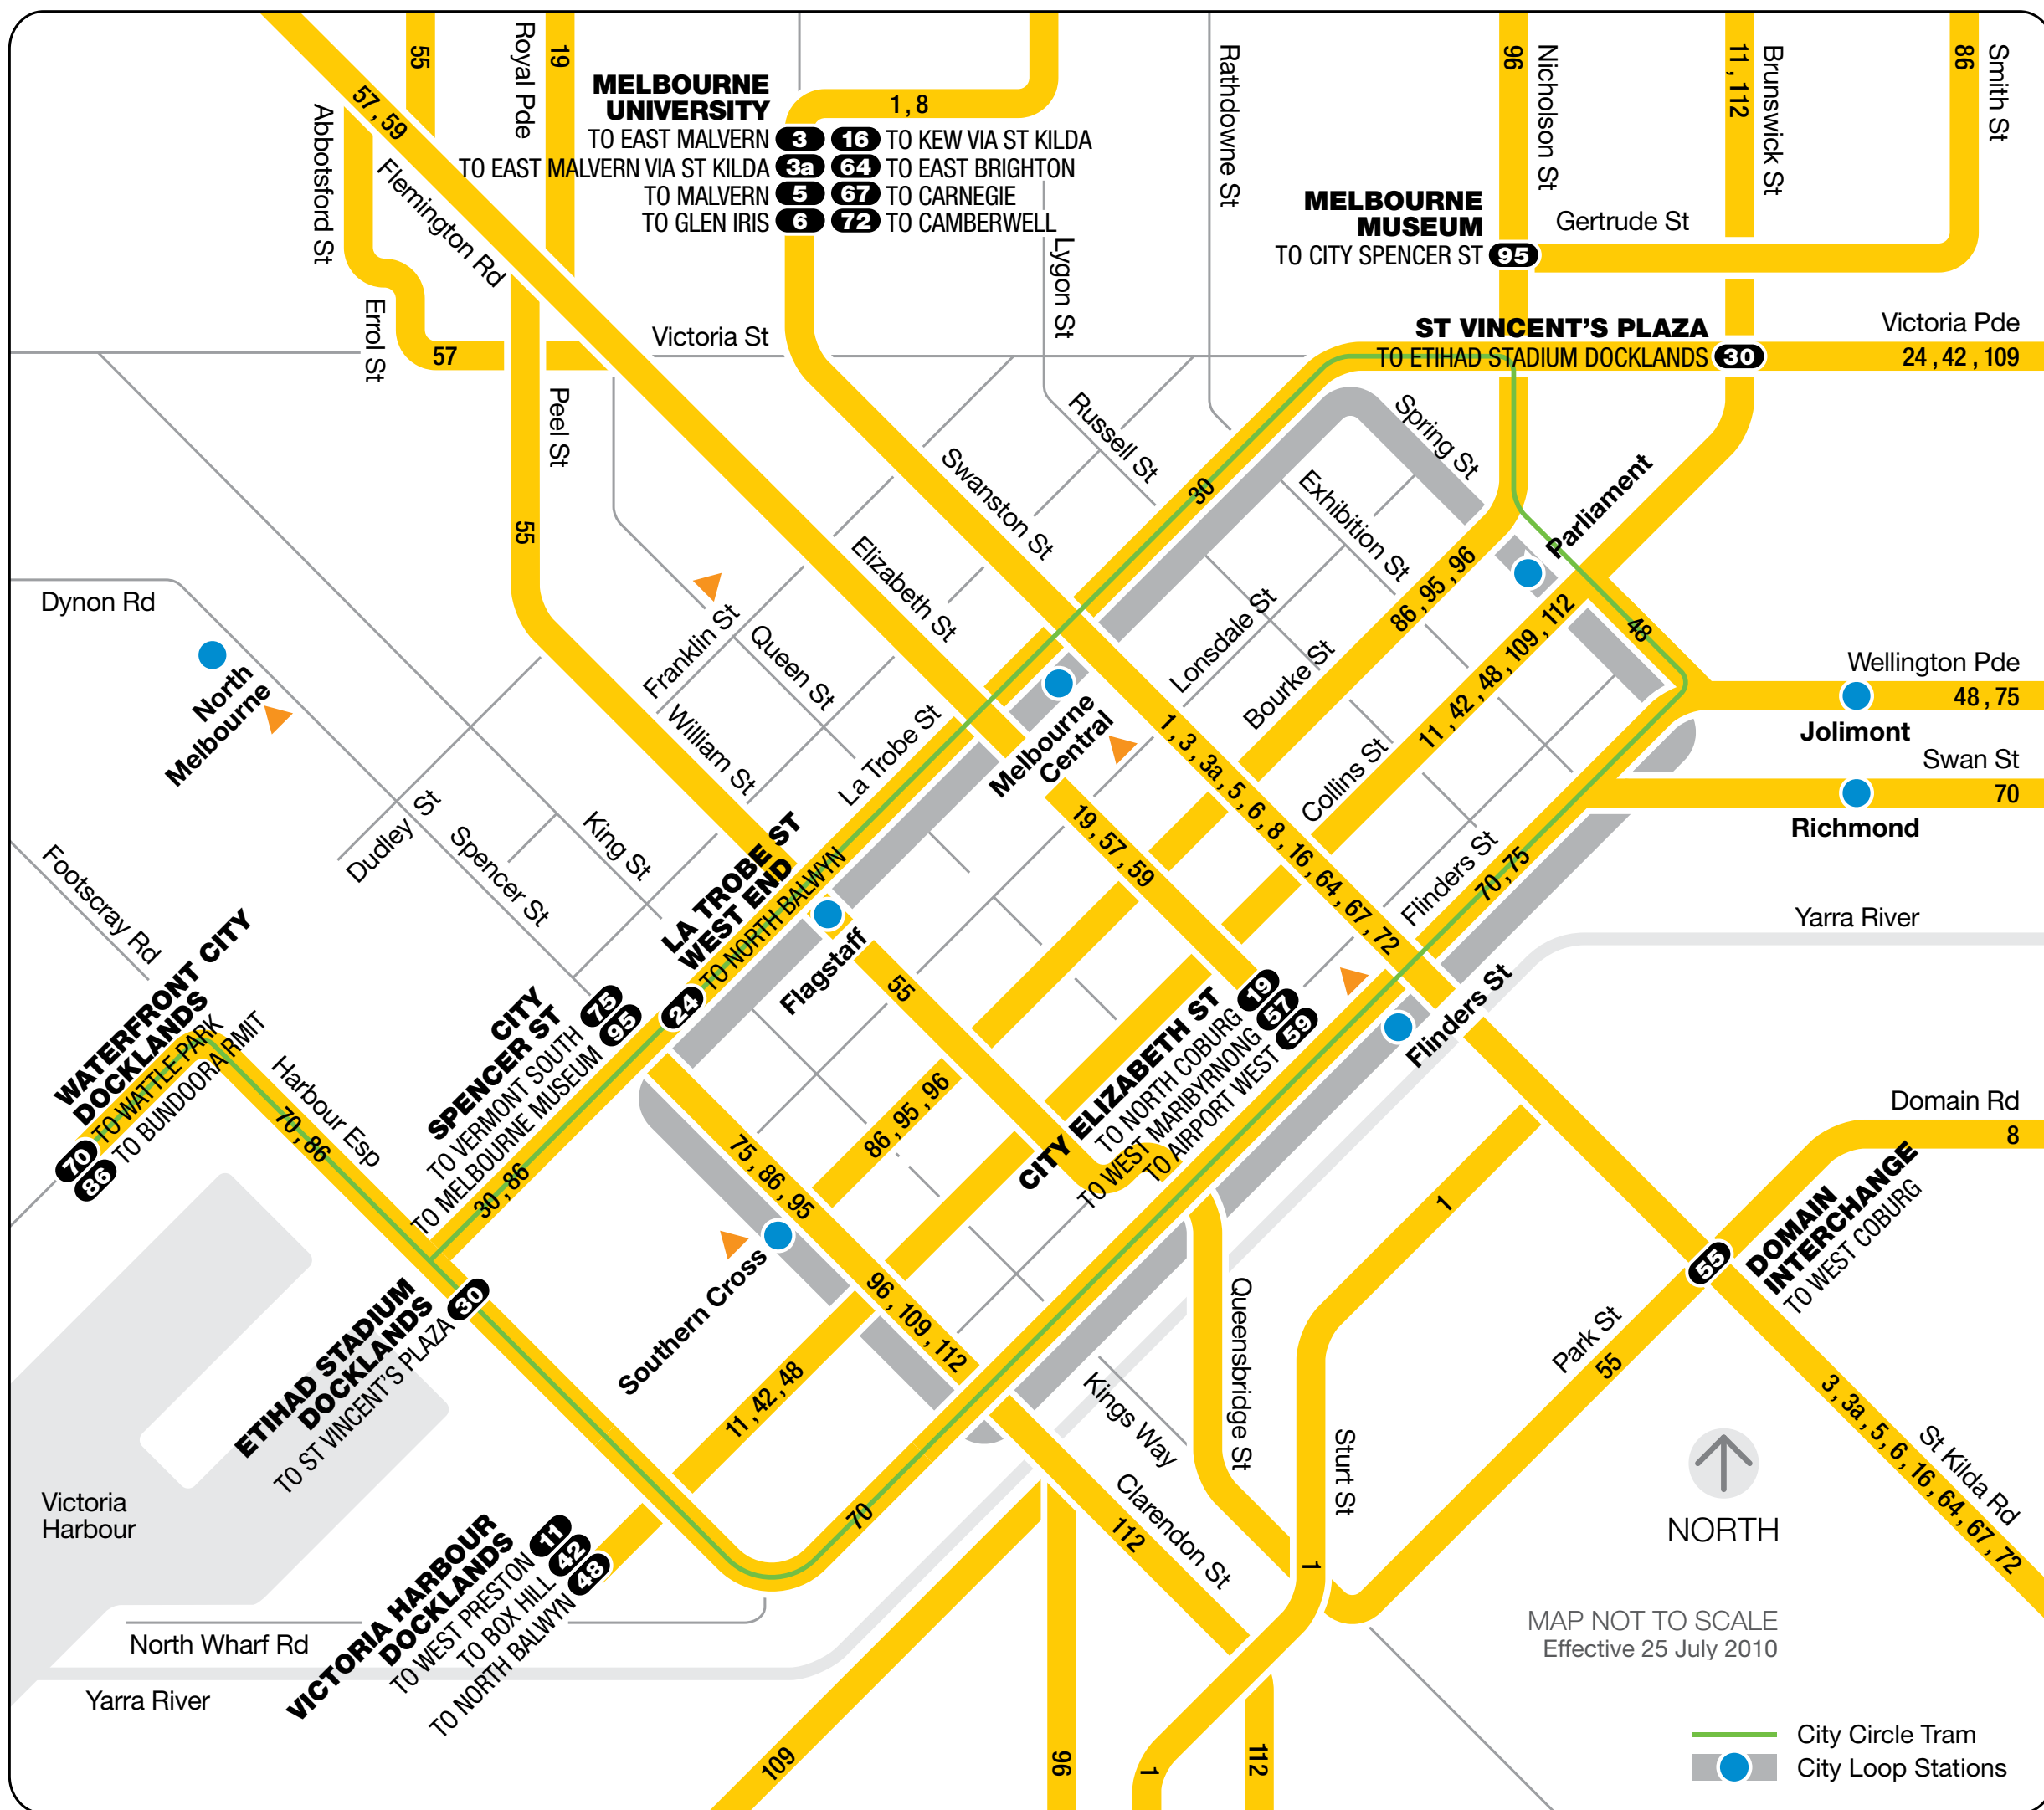 55
Royal Pde
19
57, 59
Abbotsford St
Flemington Rd
MELBOURNE
UNIVERSITY
1, 8
TO EAST MALVERN 3 16 TO KEW VIA ST KILDA
TO EAST MALVERN VIA ST KILDA 3a 64 TO EAST BRIGHTON
TO MALVERN 5 67 TO CARNEGIE
TO GLEN IRIS 6 72 TO CAMBERWELL
Lygon St
Rathdowne St
96
Nicholson St
11, 112
Brunswick St
86
Smith St
MELBOURNE
MUSEUM
TO CITY SPENCER ST 95
Gertrude St
ST VINCENT'S PLAZA
TO ETIHAD STADIUM DOCKLANDS 30
Victoria Pde
24, 42, 109
Errol St
57
Victoria St
Peel St
55
Swanston St
Russell St
30
Spring St
Exhibition St
Parliament
Elizabeth St
Dynon Rd
North
Melbourne
Franklin St
Queen St
William St
La Trobe St
Lonsdale St
Bourke St
86, 95, 96
11, 42, 48, 109, 112
48
Wellington Pde
48, 75
Jolimont
Swan St
70
Richmond
Melbourne
Central
1, 3, 3a, 5, 6, 8, 16, 64, 67, 72
Collins St
19, 57, 59
Flinders St
70, 75
Yarra River
Dudley St
Spencer St
King St
Footscray Rd
LA TROBE ST
WEST END
24 TO NORTH BALWYN
Flagstaff
55
WATERFRONT CITY
DOCKLANDS
70 TO WATTLE PARK
86 TO BUNDOORA RMIT
Harbour Esp
70, 86
CITY
SPENCER ST
TO VERMONT SOUTH 75
TO MELBOURNE MUSEUM 95
30, 86
CITY ELIZABETH ST
TO NORTH COBURG 19
TO WEST MARIBYRNONG 57
TO AIRPORT WEST 59
Flinders St
86, 95, 96
75, 86, 95
Southern Cross
96, 109, 112
11, 42, 48
ETIHAD STADIUM
DOCKLANDS
TO ST VINCENT'S PLAZA 30
Victoria
Harbour
VICTORIA HARBOUR
DOCKLANDS
TO WEST PRESTON 11
TO BOX HILL 42
TO NORTH BALWYN 48
North Wharf Rd
Yarra River
70
Kings Way
Clarendon St
112
Queensbridge St
1
Sturt St
1
Park St
55
Domain Rd
8
55
DOMAIN
INTERCHANGE
TO WEST COBURG
3, 3a, 5, 6, 16, 64, 67, 72
St Kilda Rd
NORTH
MAP NOT TO SCALE
Effective 25 July 2010
109
96
1
112
City Circle Tram
City Loop Stations